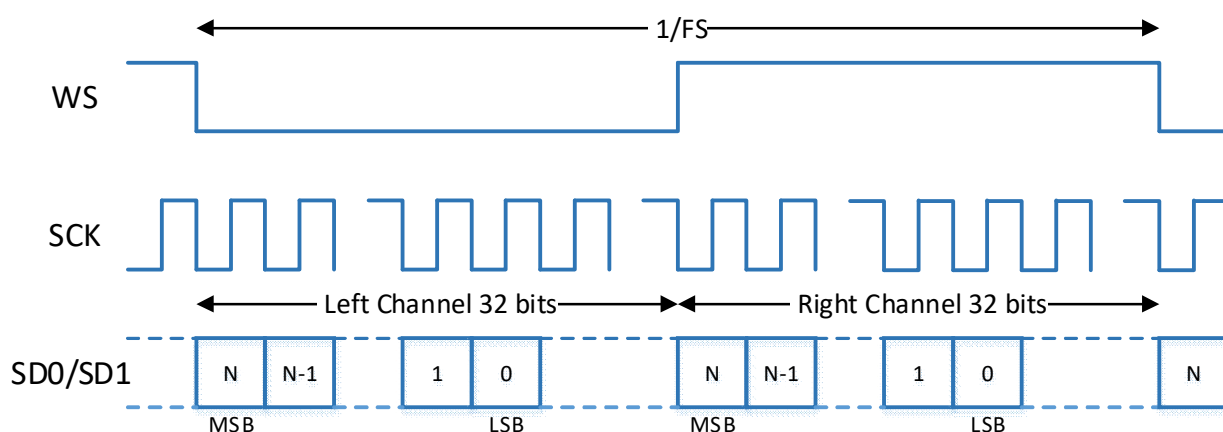 1/FS
WS
SCK
Left Channel 32 bits
Right Channel 32 bits
SD0/SD1
N
N-1
1
0
N
N-1
1
0
N
MSB
LSB
MSB
LSB